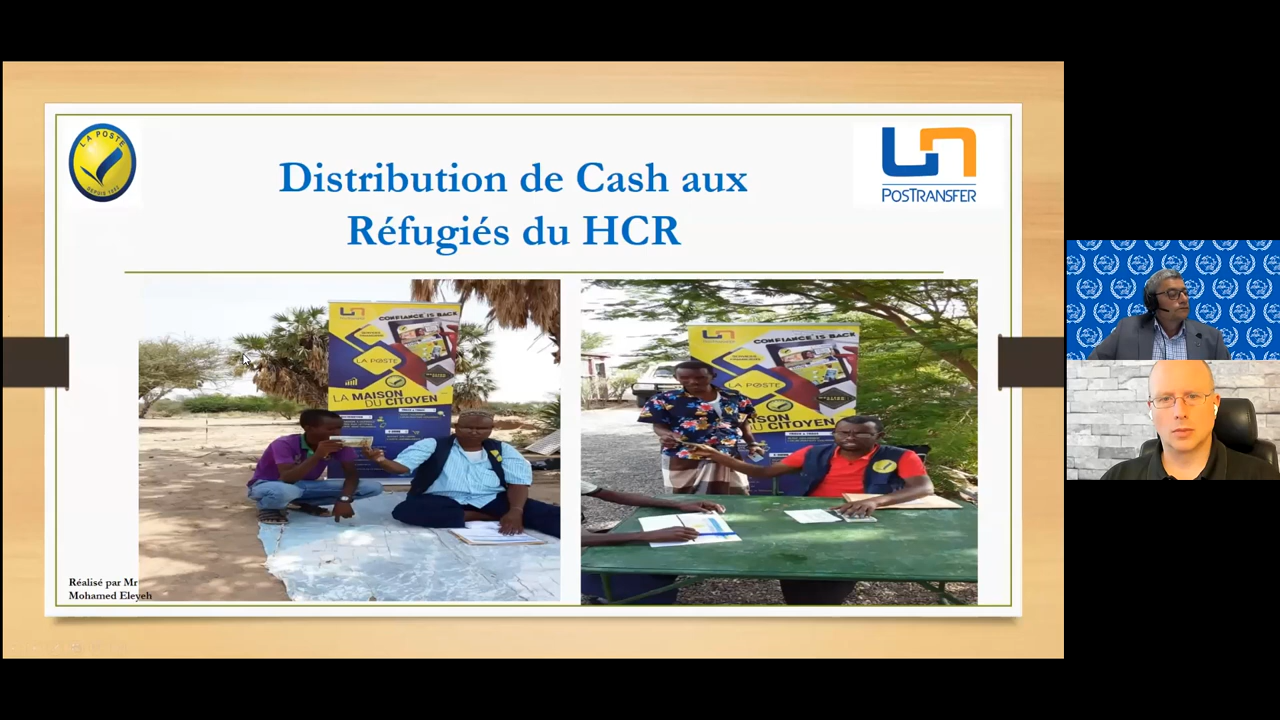 LA POSTE
DEPUIS 1992
Distribution de Cash aux
Réfugiés du HCR
POSTRANSFER
CONFIANCE IS BACK
LA POSTE
LA MAISON
DU CITOYEN
CONFIANCE IS BACK
LA POSTE
MAISON
DU CITOYEN
Réalisé par Mr
Mohamed Eleyeh